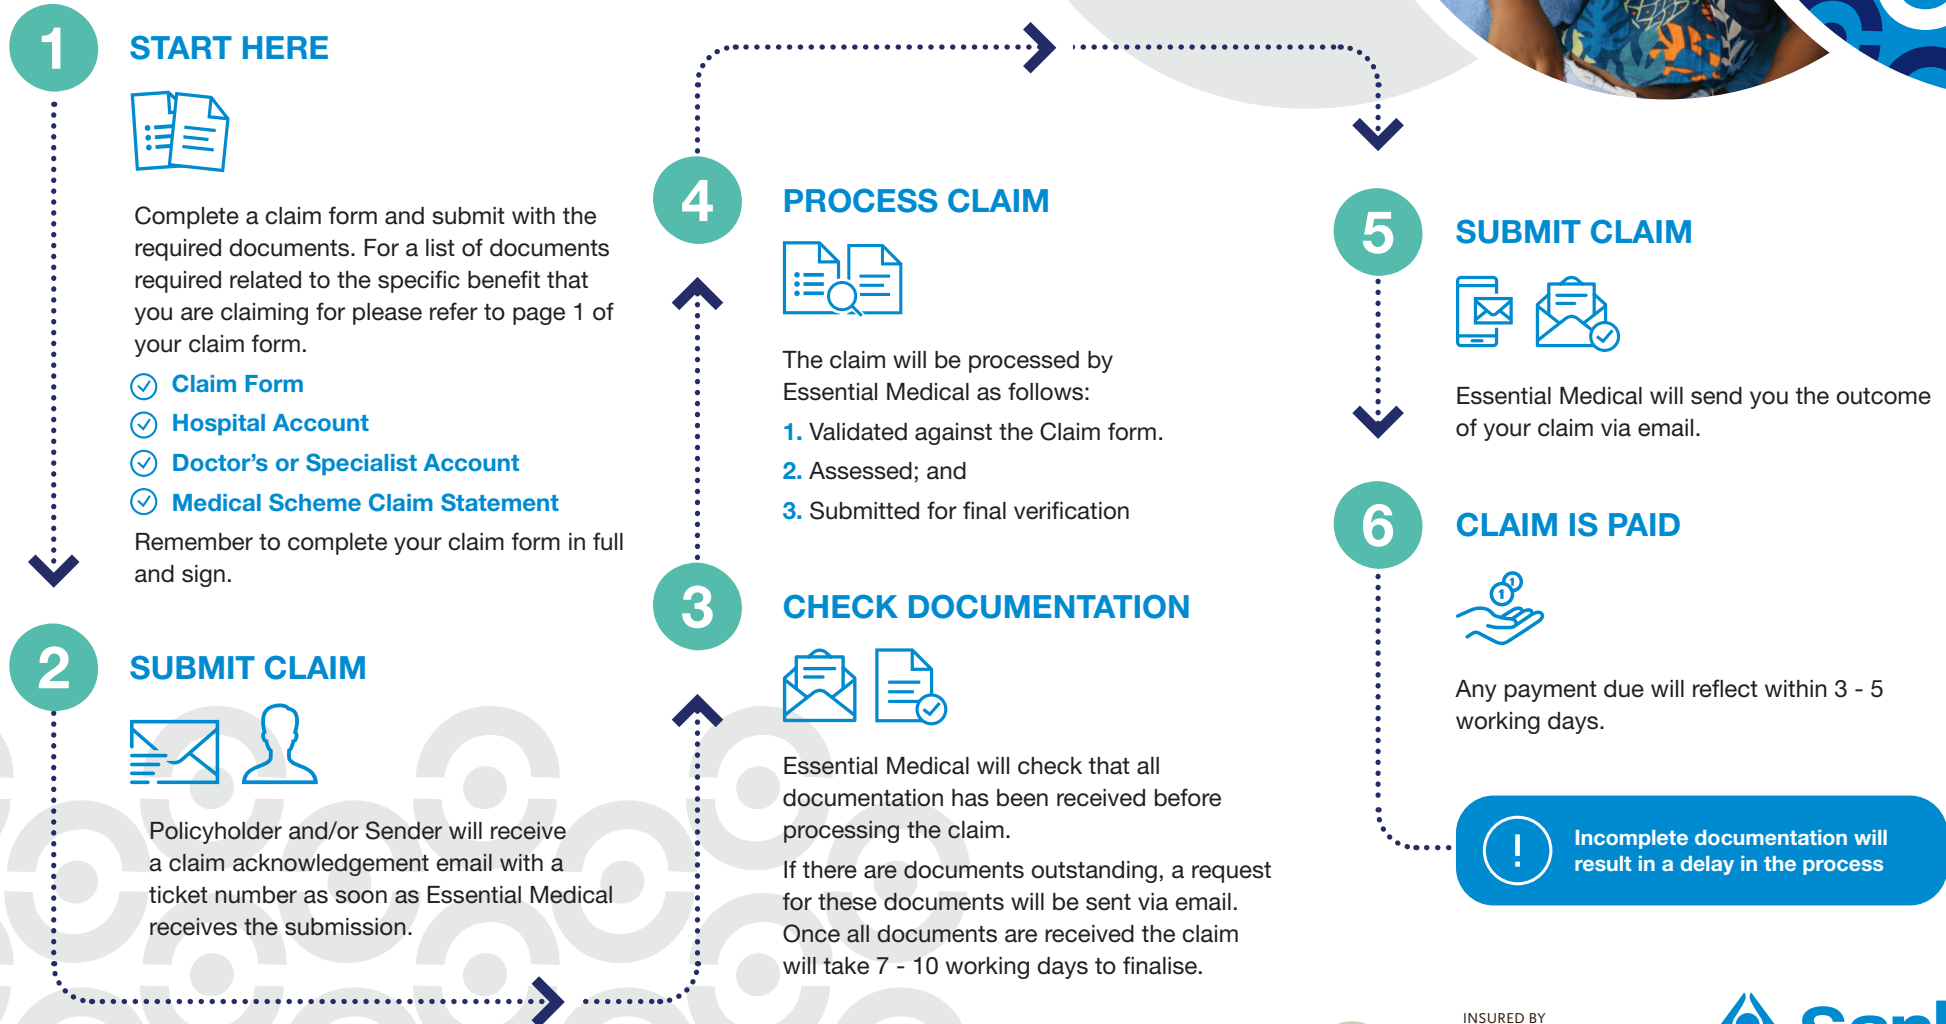 1
START HERE
Complete a claim form and submit with the
required documents. For a list of documents
required related to the specific benefit that
you are claiming for please refer to page 1 of
your claim form.
Claim Form
Hospital Account
Doctor's or Specialist Account
Medical Scheme Claim Statement
Remember to complete your claim form in full
and sign.
2
SUBMIT CLAIM
Policyholder and/or Sender will receive
a claim acknowledgement email with a
ticket number as soon as Essential Medical
receives the submission.
3
CHECK DOCUMENTATION
Essential Medical will check that all
documentation has been received before
processing the claim.
If there are documents outstanding, a request
for these documents will be sent via email.
Once all documents are received the claim
will take 7 - 10 working days to finalise.
4
PROCESS CLAIM
The claim will be processed by
Essential Medical as follows:
1. Validated against the Claim form.
2. Assessed; and
3. Submitted for final verification
5
SUBMIT CLAIM
Essential Medical will send you the outcome
of your claim via email.
6
CLAIM IS PAID
1
1
Any payment due will reflect within 3 - 5
working days.
!
Incomplete documentation will
result in a delay in the process
INSURED BY